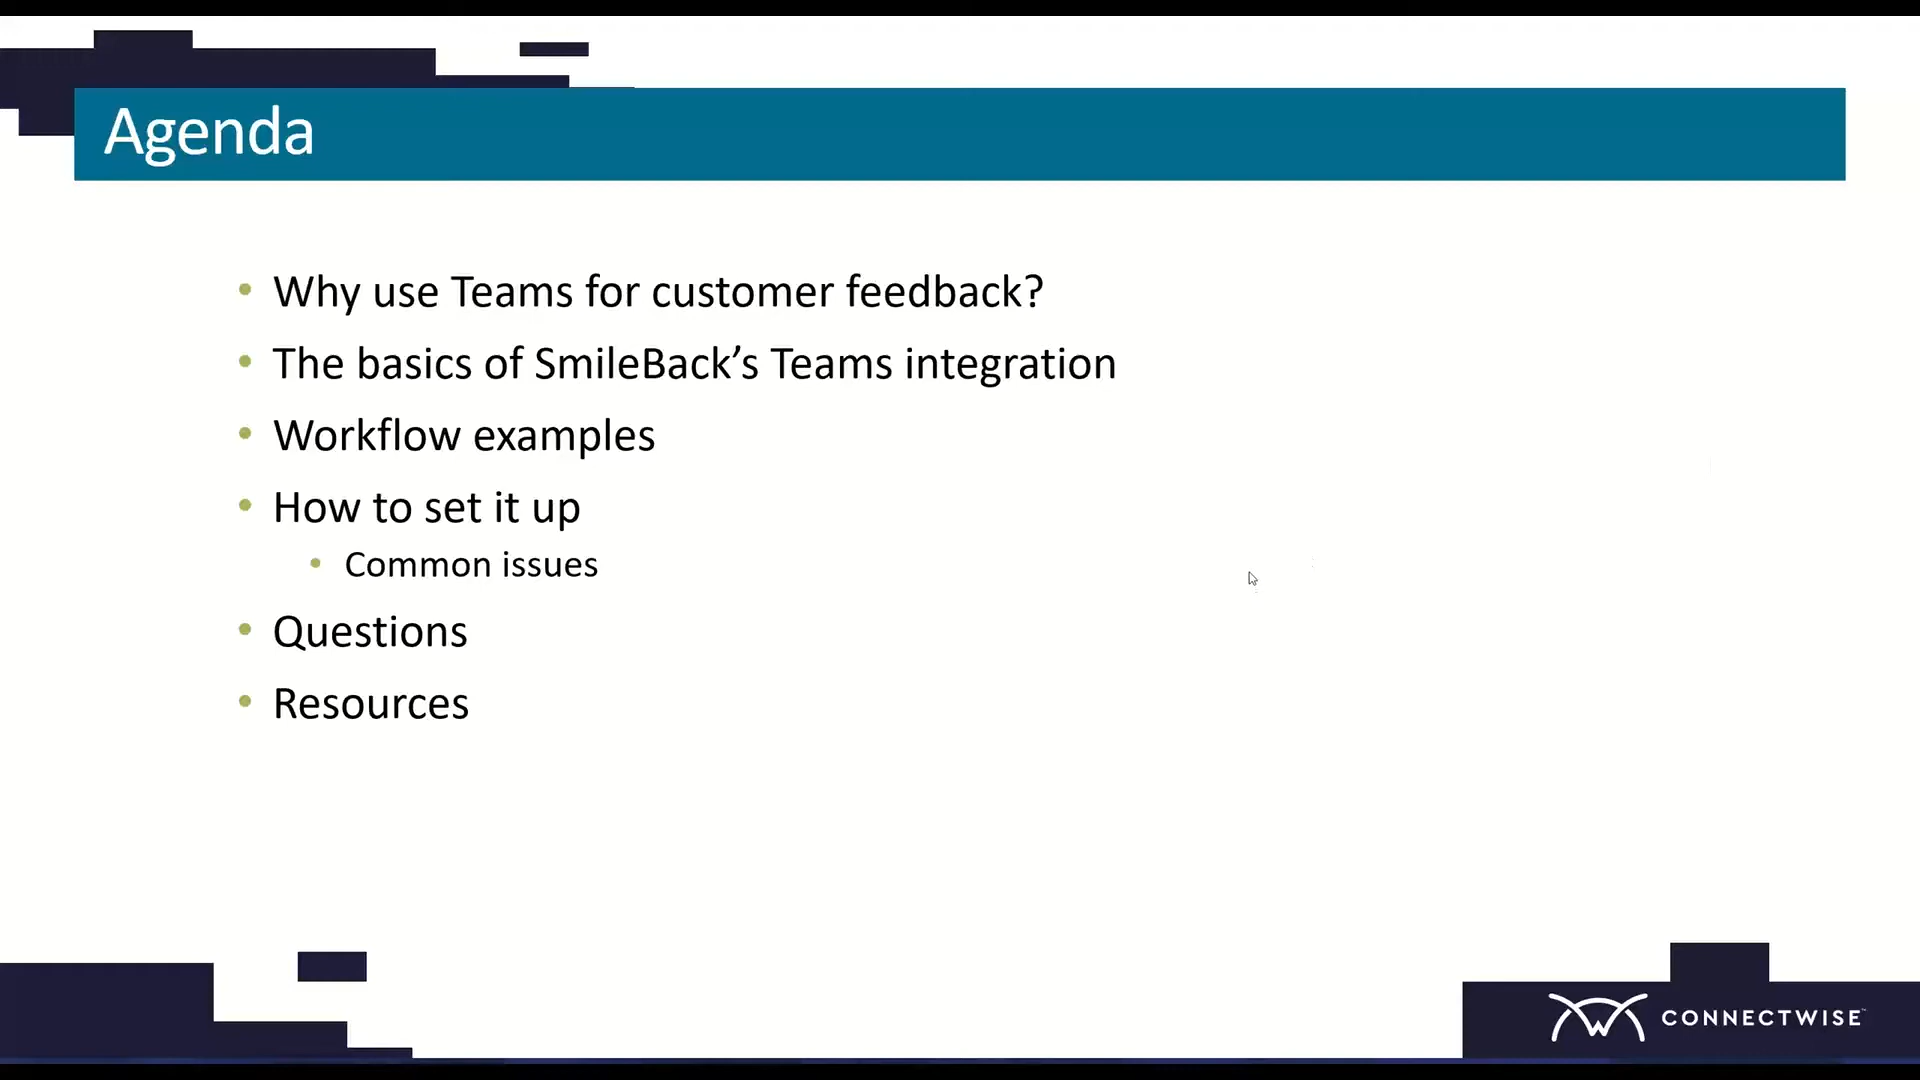 Agenda
Why use Teams for customer feedback?
The basics of SmileBack’s Teams integration
Workflow examples
How to set it up
Common issues
Questions
Resources
CONNECTWISE™